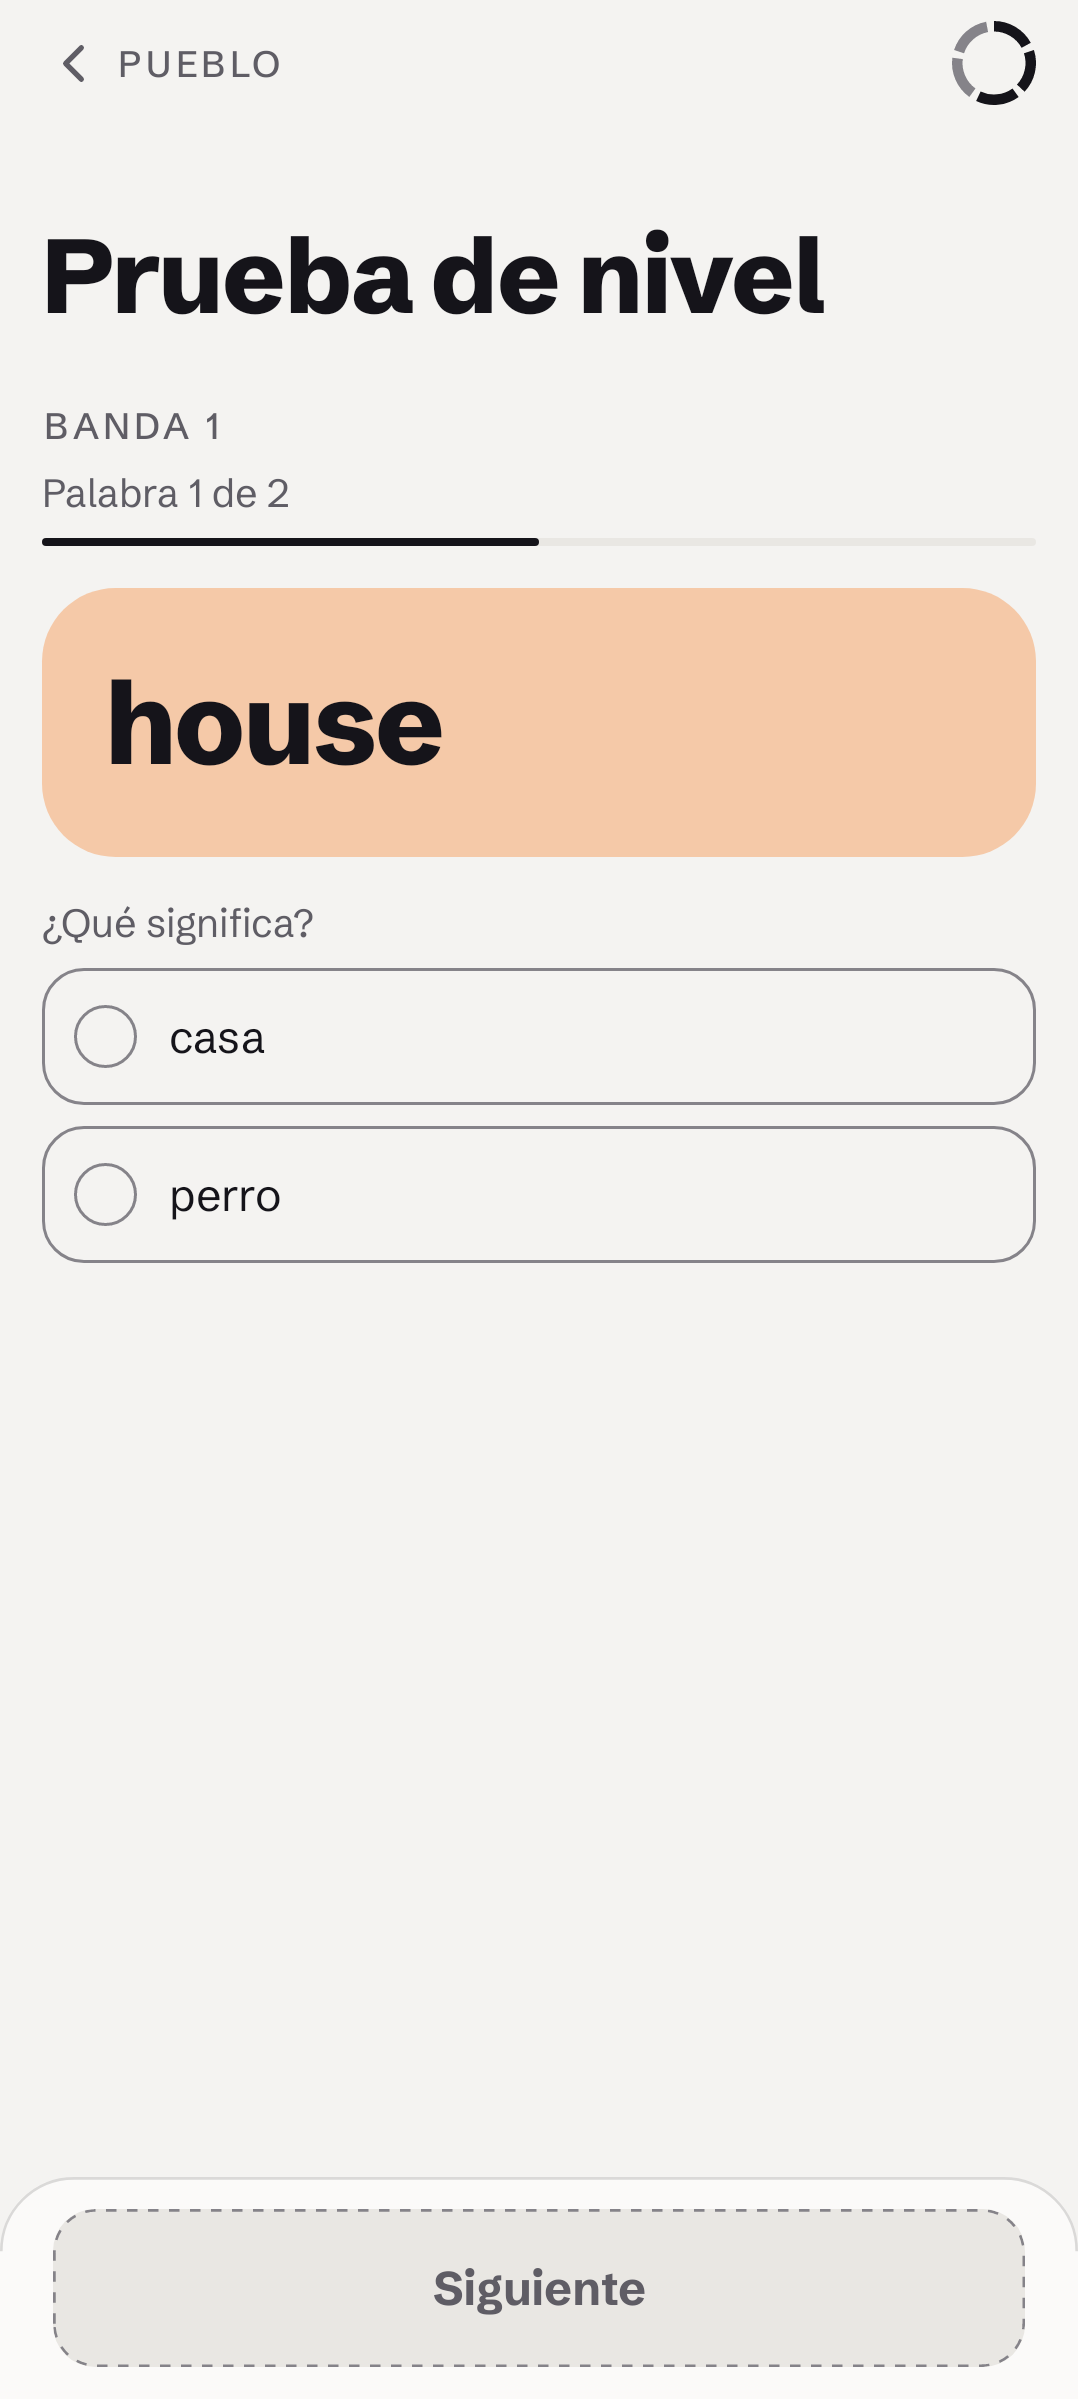 PUEBLO
Prueba de nivel
BANDA 1
Palabra 1 de 2
house
¿Qué significa?
casa
perro
Siguiente